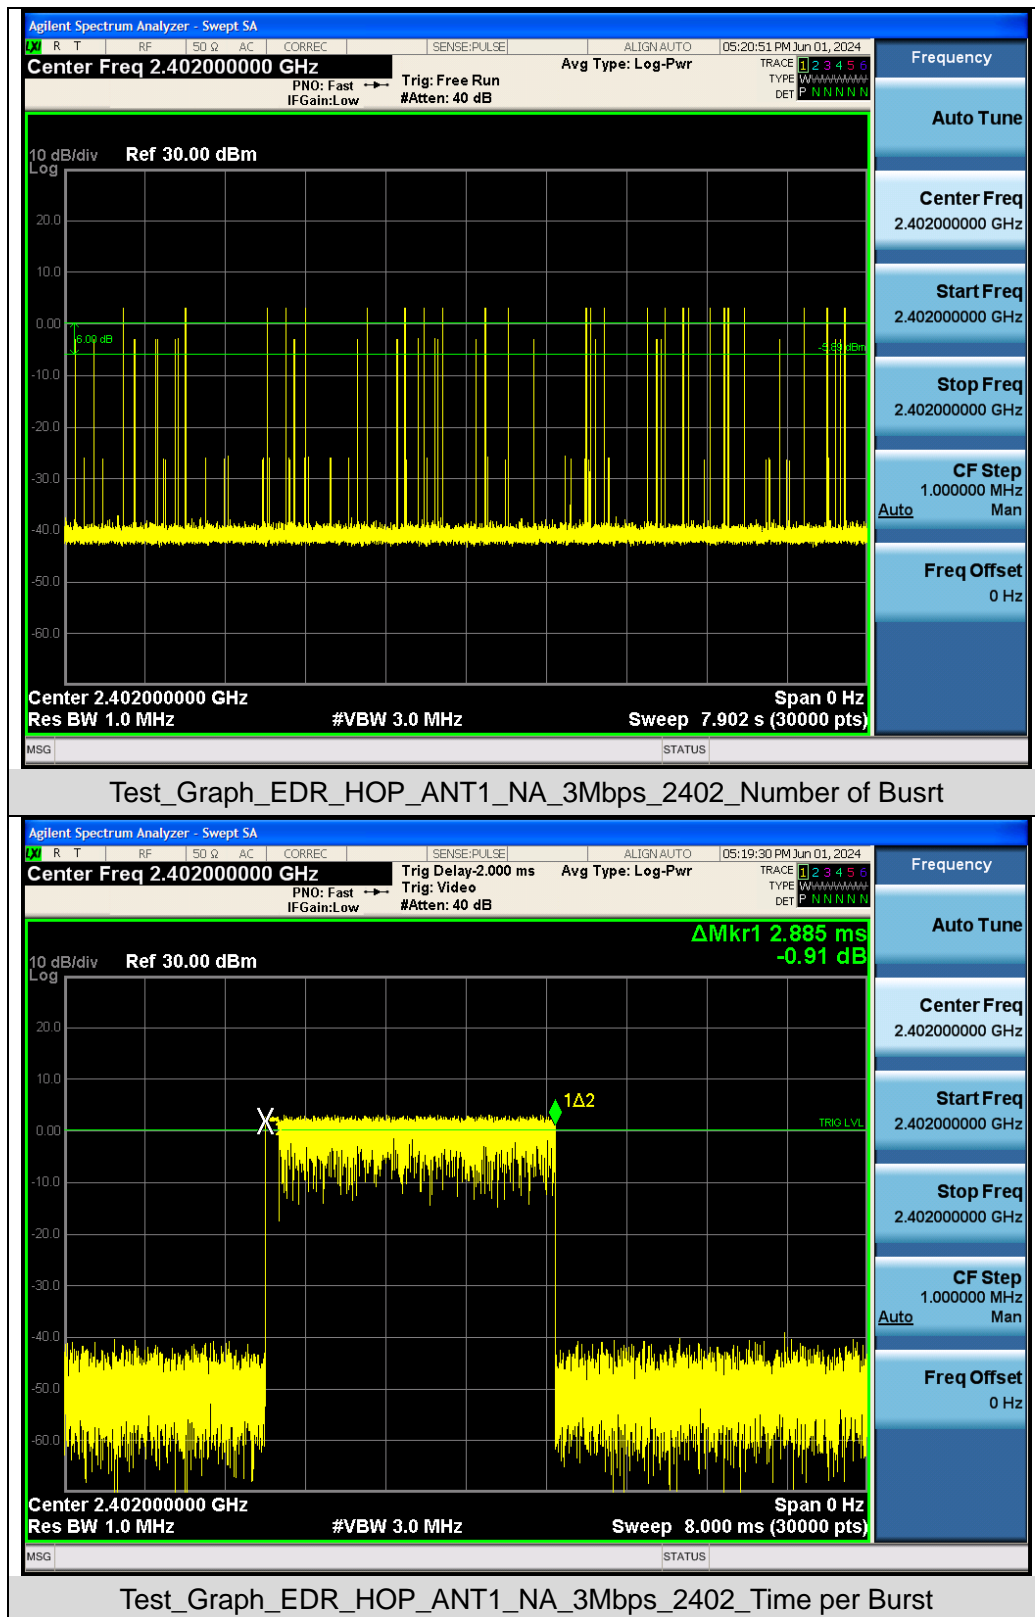 Agilent Spectrum Analyzer - Swept SA
LXI R T RF 50 Ω AC CORREC SENSE:PULSE ALIGN AUTO 05:20:51 PM Jun 01, 2024
Center Freq 2.402000000 GHz
PNO: Fast
IFGain:Low
Trig: Free Run
#Atten: 40 dB
Avg Type: Log-Pwr
TRACE 1 2 3 4 5 6
TYPE W
DET P N N N N N
10 dB/div Ref 30.00 dBm
Log
20.0
10.0
0.00
-10.0
-20.0
-30.0
-40.0
-50.0
-60.0
6.00 dB
-5.89 dBm
Center 2.402000000 GHz Span 0 Hz
Res BW 1.0 MHz #VBW 3.0 MHz Sweep 7.902 s (30000 pts)
MSG STATUS
Frequency
Auto Tune
Center Freq
2.402000000 GHz
Start Freq
2.402000000 GHz
Stop Freq
2.402000000 GHz
CF Step
1.000000 MHz
Auto Man
Freq Offset
0 Hz
Test_Graph_EDR_HOP_ANT1_NA_3Mbps_2402_Number of Busrt
Agilent Spectrum Analyzer - Swept SA
LXI R T RF 50 Ω AC CORREC SENSE:PULSE ALIGN AUTO 05:19:30 PM Jun 01, 2024
Center Freq 2.402000000 GHz
PNO: Fast
IFGain:Low
Trig Delay-2.000 ms
Trig: Video
#Atten: 40 dB
Avg Type: Log-Pwr
TRACE 1 2 3 4 5 6
TYPE W
DET P N N N N N
ΔMkr1 2.885 ms
-0.91 dB
10 dB/div Ref 30.00 dBm
Log
20.0
10.0
0.00
-10.0
-20.0
-30.0
-40.0
-50.0
-60.0
1Δ2
TRIG LVL
Center 2.402000000 GHz Span 0 Hz
Res BW 1.0 MHz #VBW 3.0 MHz Sweep 8.000 ms (30000 pts)
MSG STATUS
Frequency
Auto Tune
Center Freq
2.402000000 GHz
Start Freq
2.402000000 GHz
Stop Freq
2.402000000 GHz
CF Step
1.000000 MHz
Auto Man
Freq Offset
0 Hz
Test_Graph_EDR_HOP_ANT1_NA_3Mbps_2402_Time per Burst